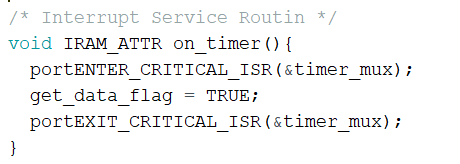 /* Interrupt Service Routin */
void IRAM_ATTR on_timer(){
  portENTER_CRITICAL_ISR(&timer_mux);
  get_data_flag = TRUE;
  portEXIT_CRITICAL_ISR(&timer_mux);
}